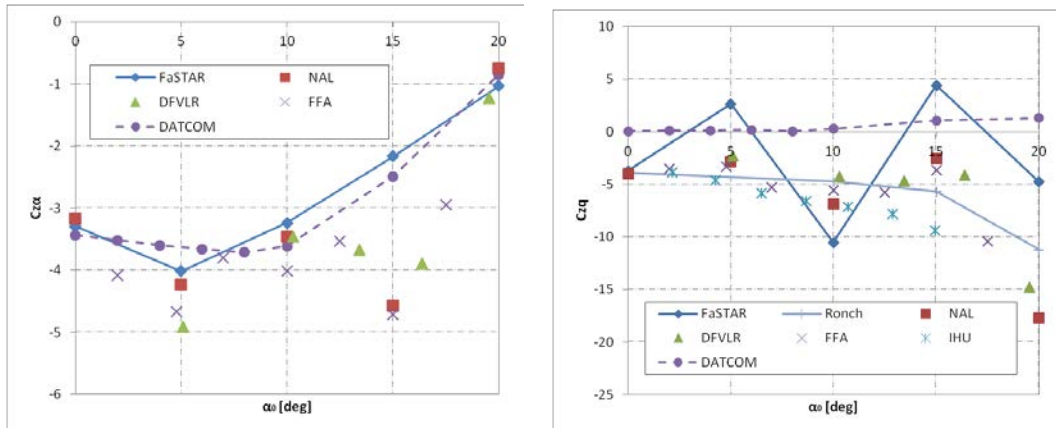 0
0 5 10 15 20
FaSTAR NAL
DFVLR FFA
DATCOM
-1
-2
-3
-4
-5
-6
Czα
α₀ [deg]
10
5
0
0 5 10 15 20
-5
-10
-15
-20
-25
Czq
FaSTAR Ronch NAL
DFVLR FFA IHU
DATCOM
α₀ [deg]